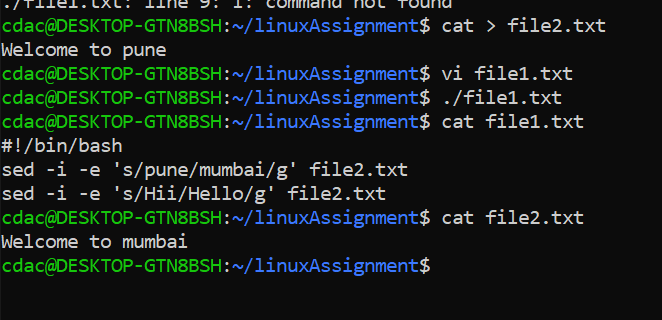 ./file1.txt: line 9: 1: command not found
cdac@DESKTOP-GTN8BSH:~/linuxAssignment$ cat > file2.txt
Welcome to pune
cdac@DESKTOP-GTN8BSH:~/linuxAssignment$ vi file1.txt
cdac@DESKTOP-GTN8BSH:~/linuxAssignment$ ./file1.txt
cdac@DESKTOP-GTN8BSH:~/linuxAssignment$ cat file1.txt
#!/bin/bash
sed -i -e 's/pune/mumbai/g' file2.txt
sed -i -e 's/Hii/Hello/g' file2.txt
cdac@DESKTOP-GTN8BSH:~/linuxAssignment$ cat file2.txt
Welcome to mumbai
cdac@DESKTOP-GTN8BSH:~/linuxAssignment$